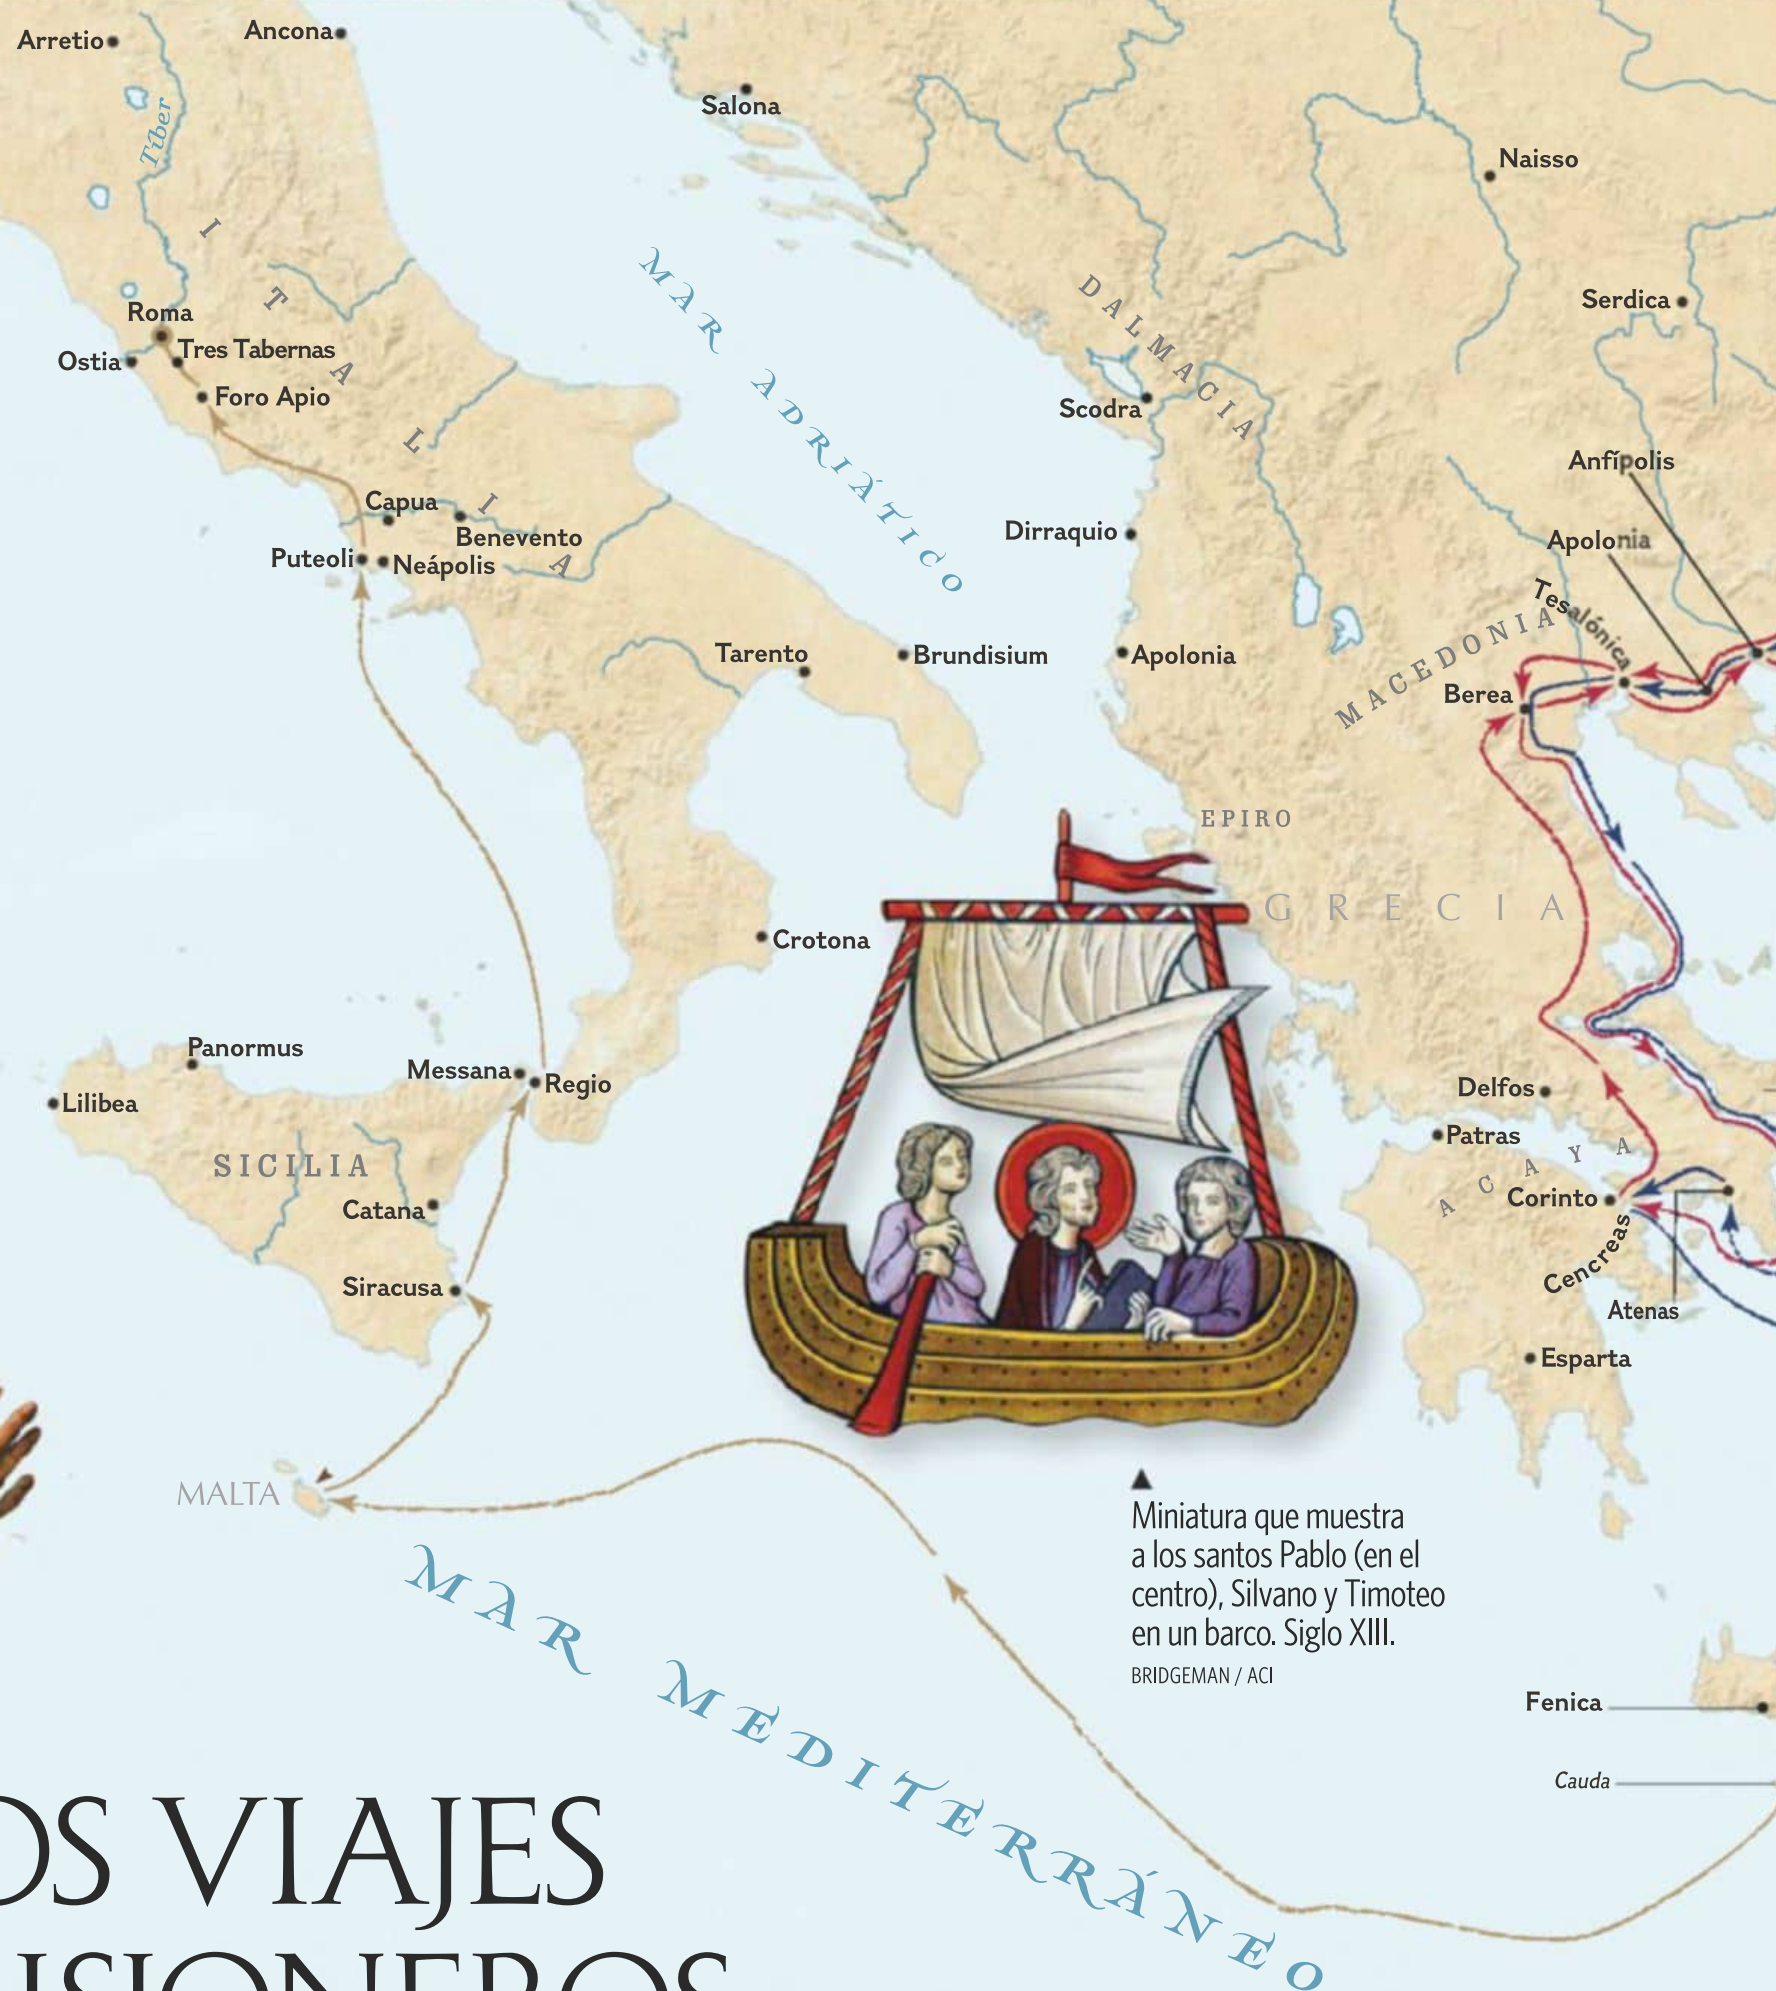 Arretio
Ancona
Tíber
Salona
Naisso
ITALIA
MAR ADRIÁTICO
DALMACIA
Serdica
Roma
Tres Tabernas
Ostia
Foro Apio
Scodra
Anfípolis
Capua
Benevento
Puteoli
Neápolis
Dirraquio
Apolonia
Tesalónica
MACEDONIA
Tarento
Brundisium
Apolonia
Berea
EPIRO
GRECIA
Crotona
Panormus
Messana
Regio
Lilibea
Delfos
Patras
SICILIA
ACAYA
Catana
Corinto
Cencreas
Siracusa
Atenas
Esparta
MALTA
Miniatura que muestra
a los santos Pablo (en el
centro), Silvano y Timoteo
en un barco. Siglo XIII.
BRIDGEMAN / ACI
MAR MEDITERRÁNEO
Fenica
Cauda
OS VIAJES
ISIONEROS